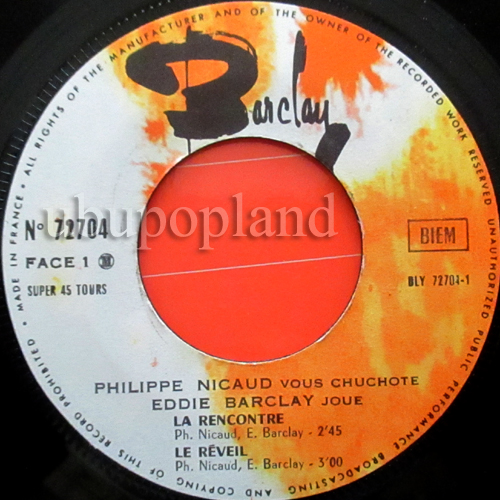 MADE IN FRANCE • ALL RIGHTS OF THE MANUFACTURER AND OF THE OWNER OF THE RECORDED WORK RESERVED UNAUTHORIZED PUBLIC PERFORMANCE BROADCASTING AND COPYING OF THIS RECORD PROHIBITED •
Barclay
ubupopland
N° 72704
BIEM
FACE 1
SUPER 45 TOURS
BLY 72704-1
PHILIPPE NICAUD VOUS CHUCHOTE
EDDIE BARCLAY JOUE
LA RENCONTRE
Ph. Nicaud, E. Barclay - 2'45
LE RÉVEIL
Ph. Nicaud, E. Barclay - 3'00